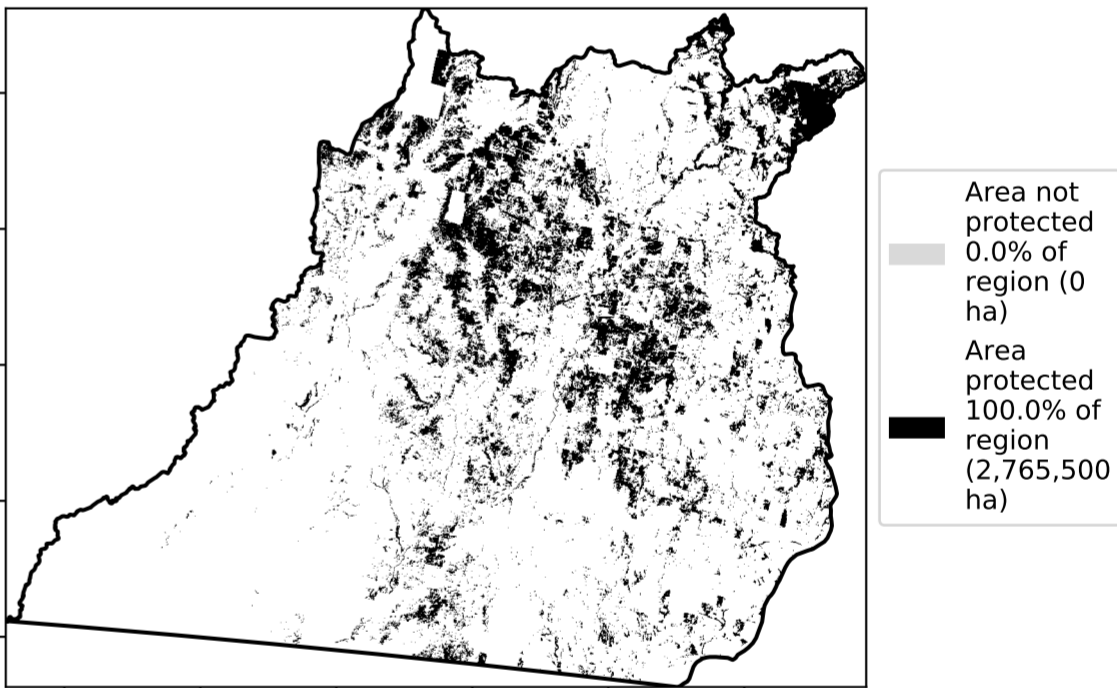 Area not
protected
0.0% of
region (0
ha)
Area
protected
100.0% of
region
(2,765,500
ha)